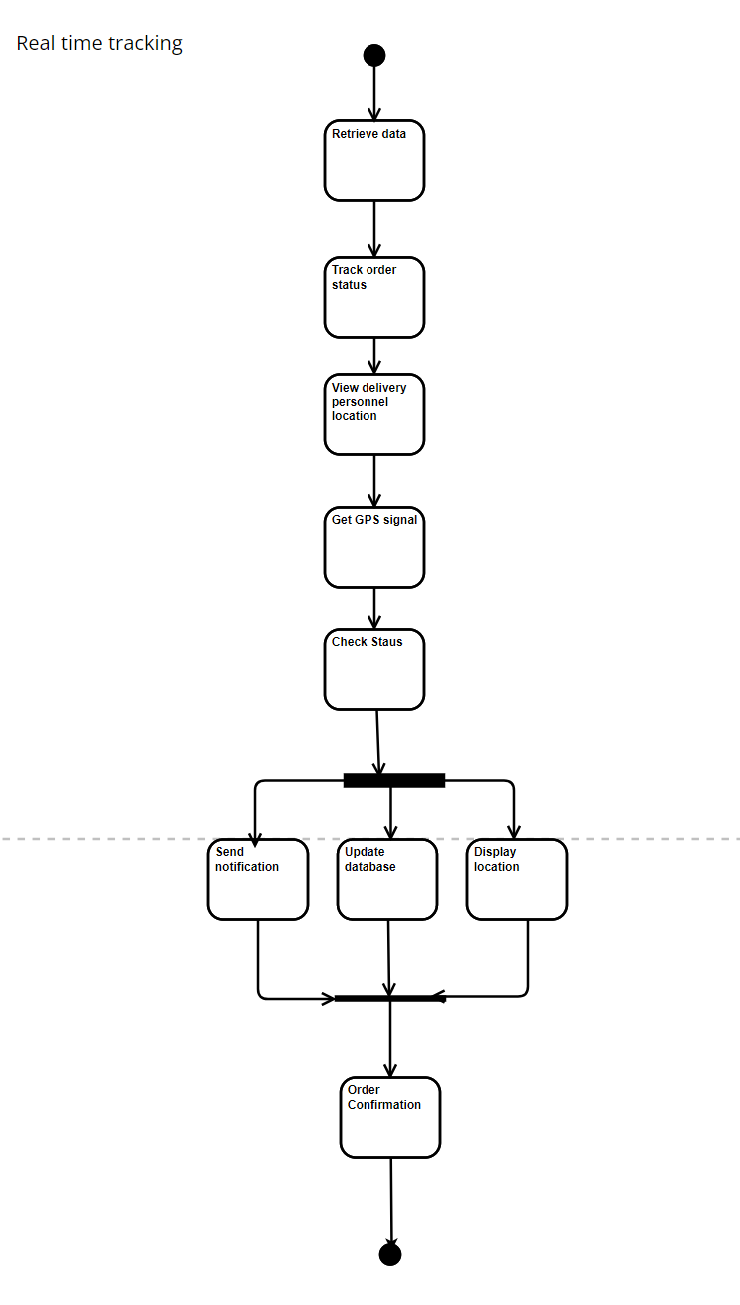 Real time tracking
Retrieve data
Track order
status
View delivery
personnel
location
Get GPS signal
Check Staus
Send
notification
Update
database
Display
location
Order
Confirmation